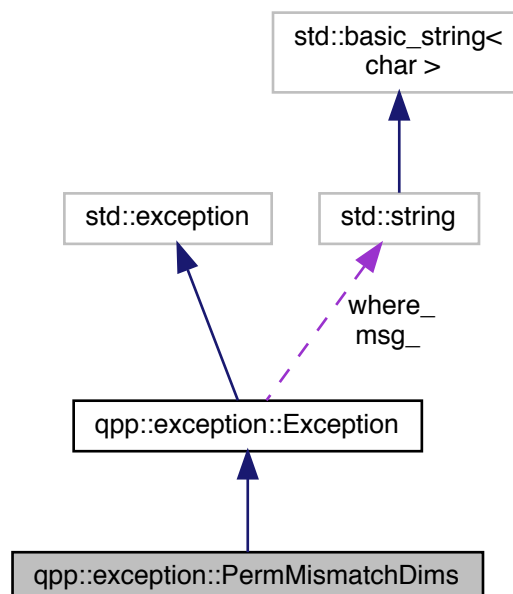 std::basic_string<
char >
std::exception
std::string
where_
msg_
qpp::exception::Exception
qpp::exception::PermMismatchDims